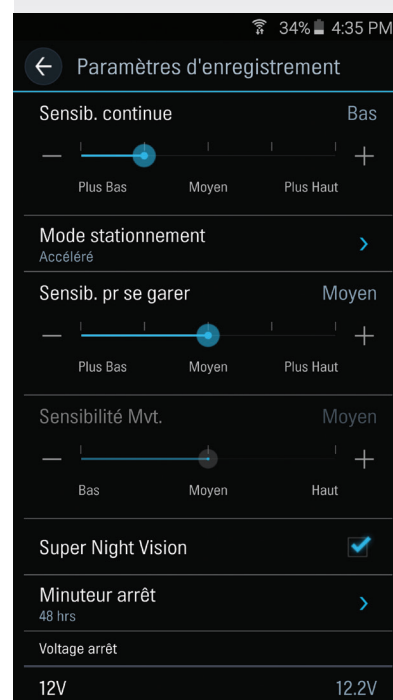 34% 4:35 PM
Paramètres d'enregistrement
Sensib. continue Bas
Plus Bas Moyen Plus Haut
Mode stationnement
Accéléré
Sensib. pr se garer Moyen
Plus Bas Moyen Plus Haut
Sensibilité Mvt. Moyen
Bas Moyen Haut
Super Night Vision
Minuteur arrêt
48 hrs
Voltage arrêt
12V 12.2V